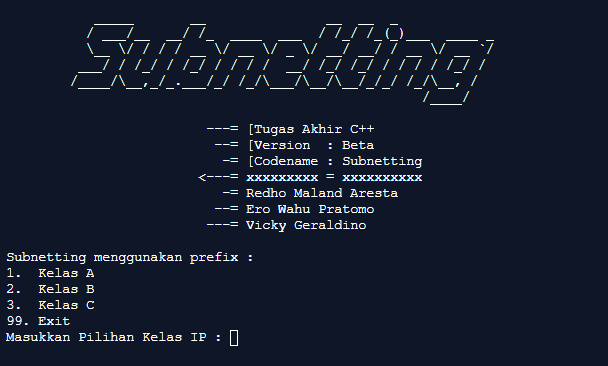 Subnetting
---= [Tugas Akhir C++
--= [Version  : Beta
-= [Codename : Subnetting
<---= xxxxxxxxx = xxxxxxxxxx
-= Redho Maland Aresta
--= Ero Wahu Pratomo
---= Vicky Geraldino
Subnetting menggunakan prefix :
1.  Kelas A
2.  Kelas B
3.  Kelas C
99. Exit
Masukkan Pilihan Kelas IP :